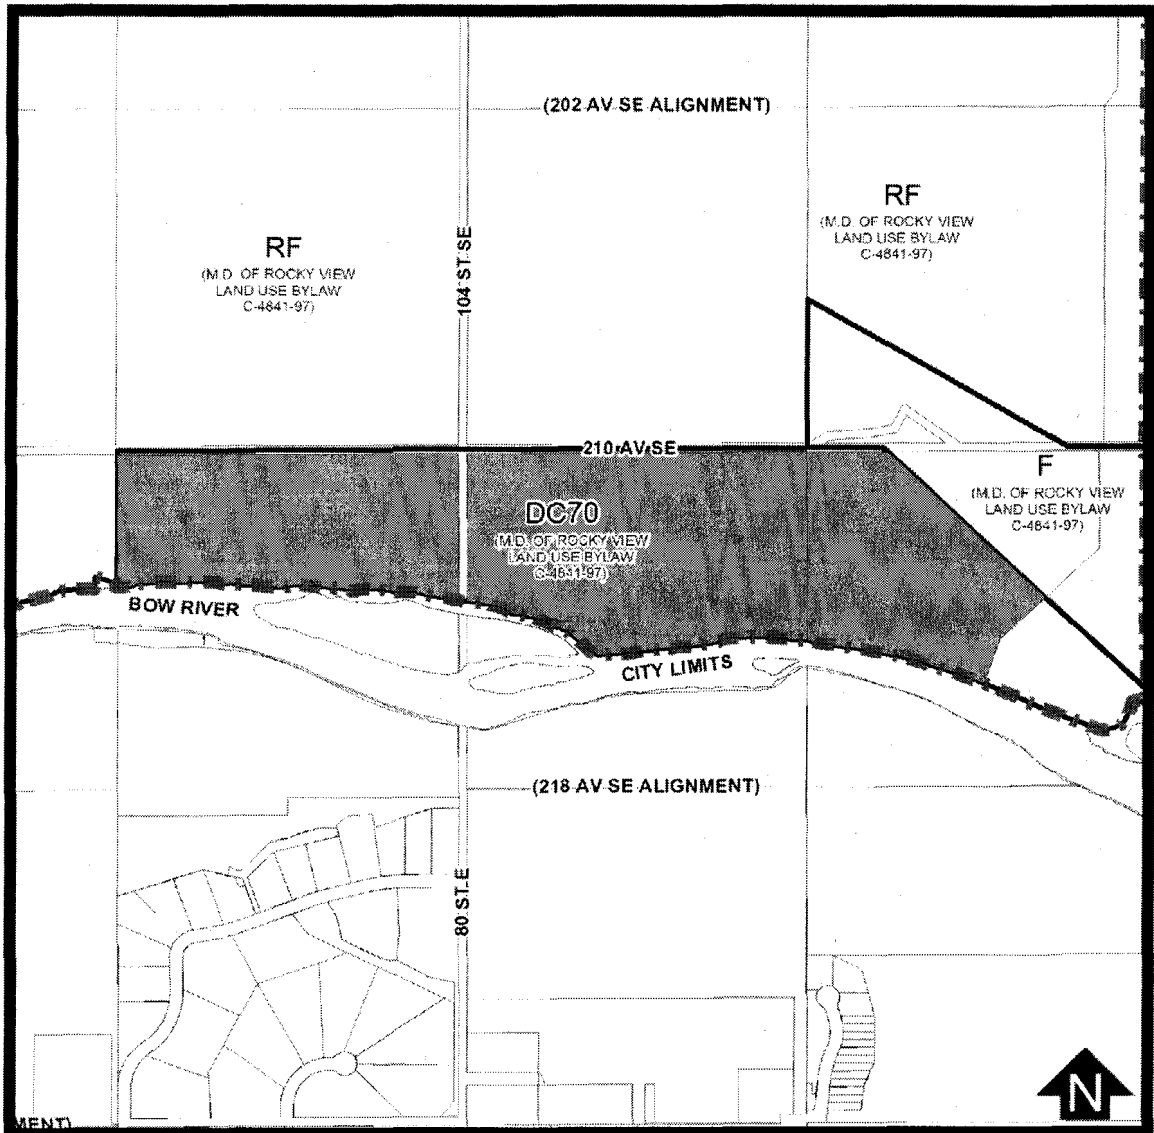 (202 AV SE ALIGNMENT)
RF
(M.D. OF ROCKY VIEW
LAND USE BYLAW
C-4841-97)
RF
(M.D. OF ROCKY VIEW
LAND USE BYLAW
C-4841-97)
104 ST SE
210 AV SE
F
(M.D. OF ROCKY VIEW
LAND USE BYLAW
C-4841-97)
DC70
(M.D. OF ROCKY VIEW
LAND USE BYLAW
C-4841-97)
BOW RIVER
CITY LIMITS
(218 AV SE ALIGNMENT)
80 ST E
N
MENT)